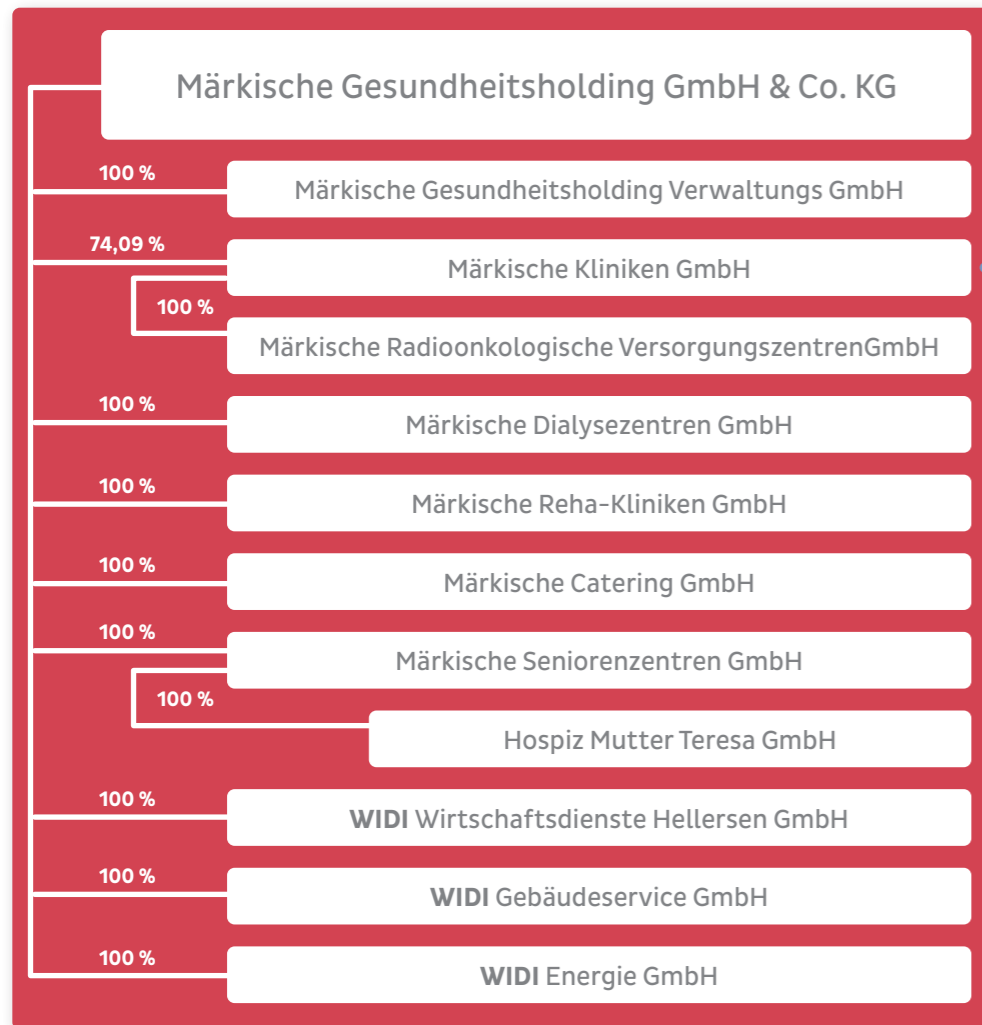 Märkische Gesundheitsholding GmbH & Co. KG
100 %
Märkische Gesundheitsholding Verwaltungs GmbH
74,09 %
Märkische Kliniken GmbH
100 %
Märkische Radioonkologische VersorgungszentrenGmbH
100 %
Märkische Dialysezentren GmbH
100 %
Märkische Reha-Kliniken GmbH
100 %
Märkische Catering GmbH
100 %
Märkische Seniorenzentren GmbH
100 %
Hospiz Mutter Teresa GmbH
100 %
WIDI Wirtschaftsdienste Hellersen GmbH
100 %
WIDI Gebäudeservice GmbH
100 %
WIDI Energie GmbH